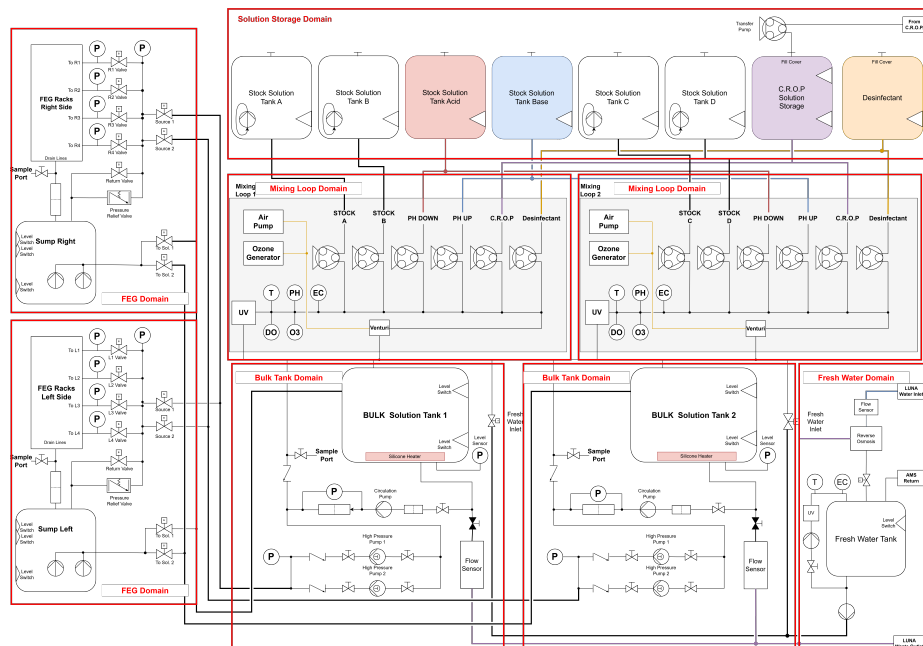 Solution Storage Domain
Transfer
Pump
From
C.R.O.P
Stock Solution
Tank A
Stock Solution
Tank B
Stock Solution
Tank Acid
Stock Solution
Tank Base
Stock Solution
Tank C
Stock Solution
Tank D
Fill Cover
C.R.O.P
Solution
Storage
Fill Cover
Desinfectant
FEG Racks
Right Side
Drain Lines
To R1
To R2
To R3
To R4
P
P
P
P
P
R1 Valve
R2 Valve
R3 Valve
R4 Valve
Source 1
Source 2
Sample
Port
Return Valve
Pressure
Relief Valve
Sump Right
Level
Switch
Level
Switch
Level
Switch
To Sol. 1
To Sol. 2
FEG Domain
FEG Racks
Left Side
Drain Lines
To L1
To L2
To L3
To L4
P
P
P
P
P
L1 Valve
L2 Valve
L3 Valve
L4 Valve
Source 1
Source 2
Sample
Port
Return Valve
Pressure
Relief Valve
Sump Left
Level
Switch
Level
Switch
Level
Switch
To Sol. 1
To Sol. 2
FEG Domain
Mixing
Loop 1
Mixing Loop Domain
Air
Pump
Ozone
Generator
STOCK
A
STOCK
B
PH DOWN
PH UP
C.R.O.P
Desinfectant
UV
T
PH
EC
DO
O3
Venturi
Mixing
Loop 2
Mixing Loop Domain
Air
Pump
Ozone
Generator
STOCK
C
STOCK
D
PH DOWN
PH UP
C.R.O.P
Desinfectant
UV
T
PH
EC
DO
O3
Venturi
Bulk Tank Domain
BULK Solution Tank 1
Silicone Heater
Level
Switch
Level
Switch
Level
Sensor
P
Fresh
Water
Inlet
Sample
Port
P
Circulation
Pump
High Pressure
Pump 1
High Pressure
Pump 2
P
Flow
Sensor
Bulk Tank Domain
BULK Solution Tank 2
Silicone Heater
Level
Switch
Level
Switch
Level
Sensor
P
Fresh
Water
Inlet
Sample
Port
P
Circulation
Pump
High Pressure
Pump 1
High Pressure
Pump 2
P
Flow
Sensor
Fresh Water Domain
LUNA
Water Inlet
Flow
Sensor
Reverse
Osmosis
AMS
Return
T
EC
UV
Level
Switch
Fresh Water Tank
LUNA